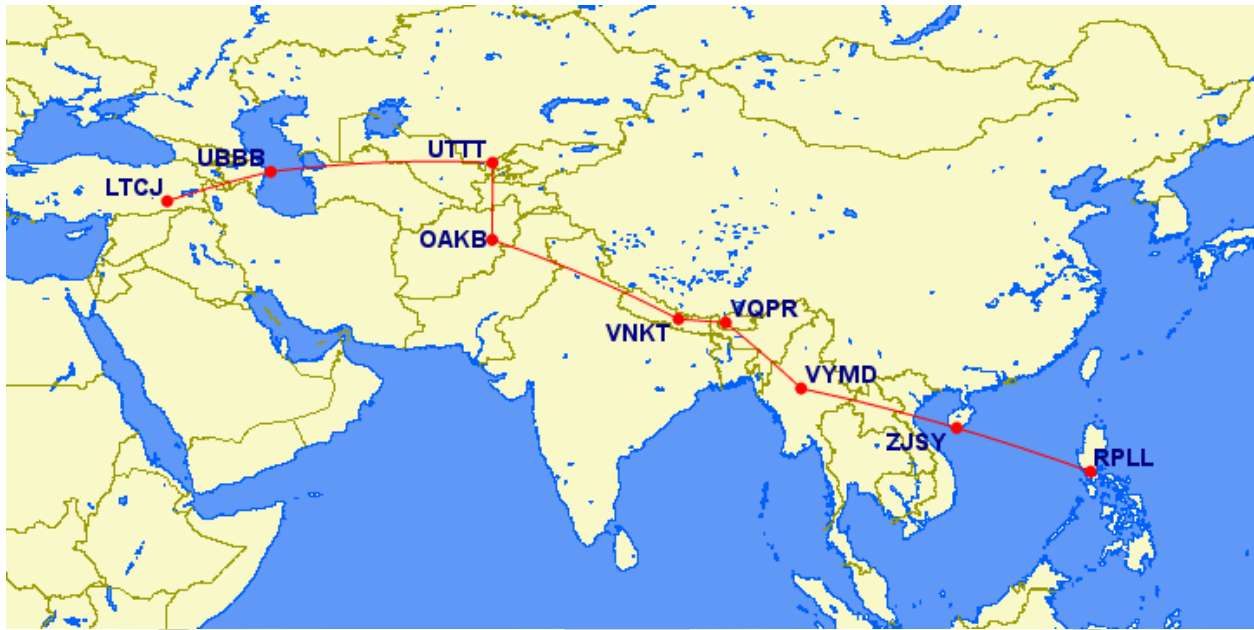 UTTT
UBBB
LTCJ
OAKB
VQPR
VNKT
VYMD
ZJSY
RPLL